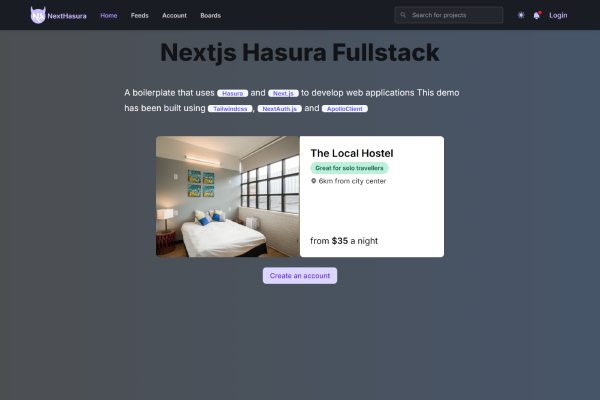 NX NextHasura Home Feeds Account Boards Search for projects Login
Nextjs Hasura Fullstack
A boilerplate that uses Hasura and Next.js to develop web applications This demo
has been built using Tailwindcss, NextAuth.js and ApolloClient
The Local Hostel
Great for solo travellers
6km from city center
from $35 a night
Create an account